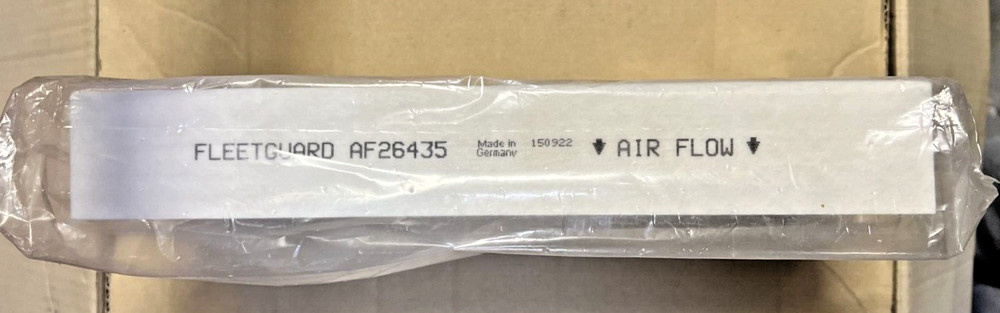 FLEETGUARD AF26435 Made in Germany 150922 AIR FLOW